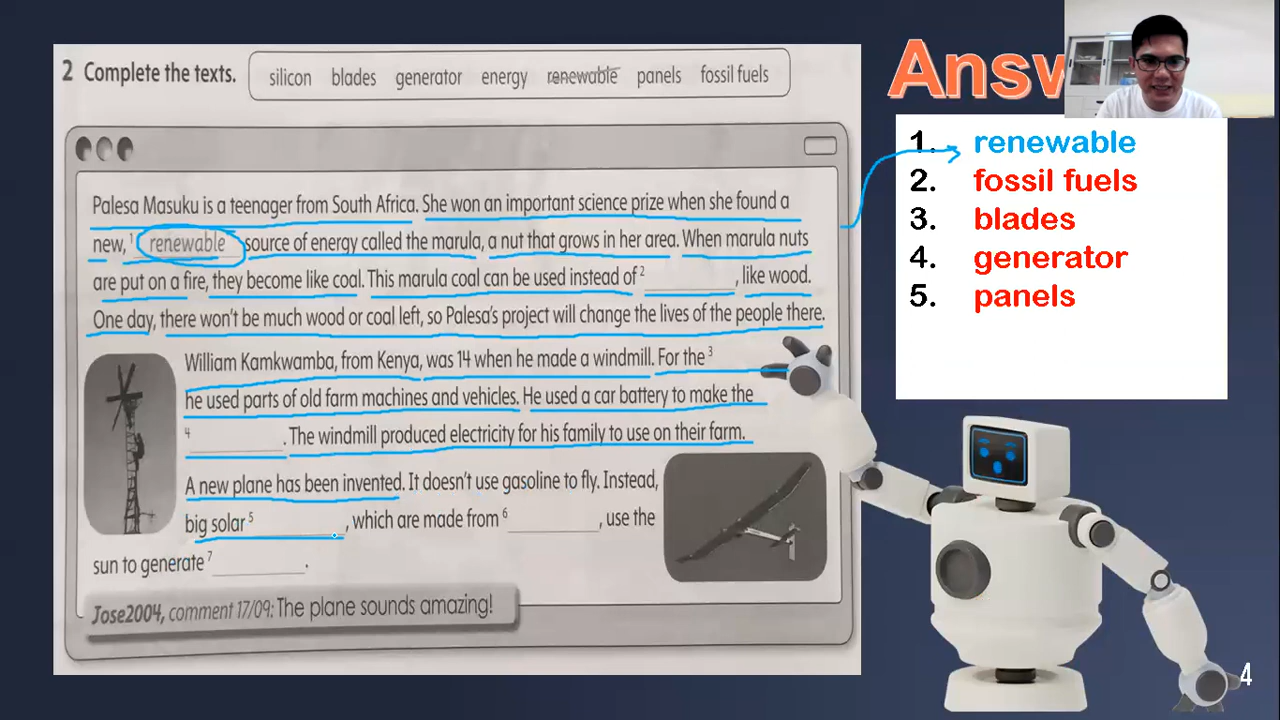 2 Complete the texts.
silicon blades generator energy renewable panels fossil fuels
Palesa Masuku is a teenager from South Africa. She won an important science prize when she found a
new, 1 renewable source of energy called the marula, a nut that grows in her area. When marula nuts
are put on a fire, they become like coal. This marula coal can be used instead of 2 ________, like wood.
One day, there won't be much wood or coal left, so Palesa's project will change the lives of the people there.
William Kamkwamba, from Kenya, was 14 when he made a windmill. For the 3
he used parts of old farm machines and vehicles. He used a car battery to make the
4 ________. The windmill produced electricity for his family to use on their farm.
A new plane has been invented. It doesn't use gasoline to fly. Instead,
big solar 5 ________, which are made from 6 ________, use the
sun to generate 7 ________.
Jose2004, comment 17/09: The plane sounds amazing!
Answ
1. renewable
2. fossil fuels
3. blades
4. generator
5. panels
4